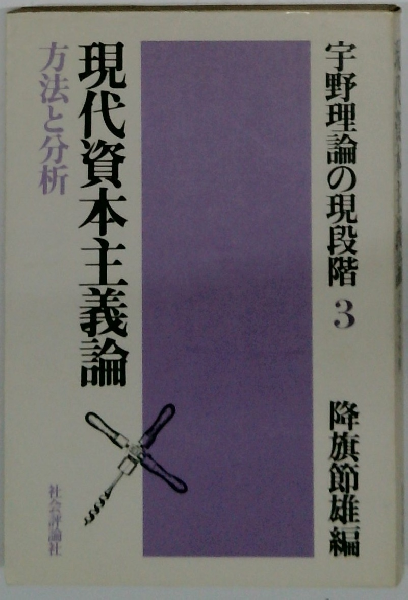 宇野理論の現段階 3
降旗節雄編
現代資本主義論
方法と分析
社会評論社